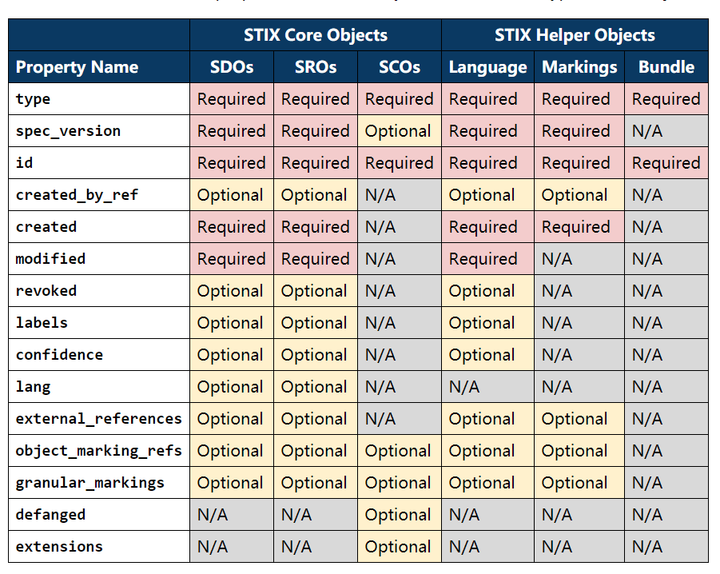 STIX Core Objects STIX Helper Objects
Property Name SDOs SROs SCOs Language Markings Bundle
type Required Required Required Required Required Required
spec_version Required Required Optional Required Required N/A
id Required Required Required Required Required Required
created_by_ref Optional Optional N/A Optional Optional N/A
created Required Required N/A Required Required N/A
modified Required Required N/A Required N/A N/A
revoked Optional Optional N/A Optional N/A N/A
labels Optional Optional N/A Optional N/A N/A
confidence Optional Optional N/A Optional N/A N/A
lang Optional Optional N/A N/A N/A N/A
external_references Optional Optional N/A Optional Optional N/A
object_marking_refs Optional Optional Optional Optional Optional N/A
granular_markings Optional Optional Optional Optional Optional N/A
defanged N/A N/A Optional N/A N/A N/A
extensions N/A N/A Optional N/A N/A N/A